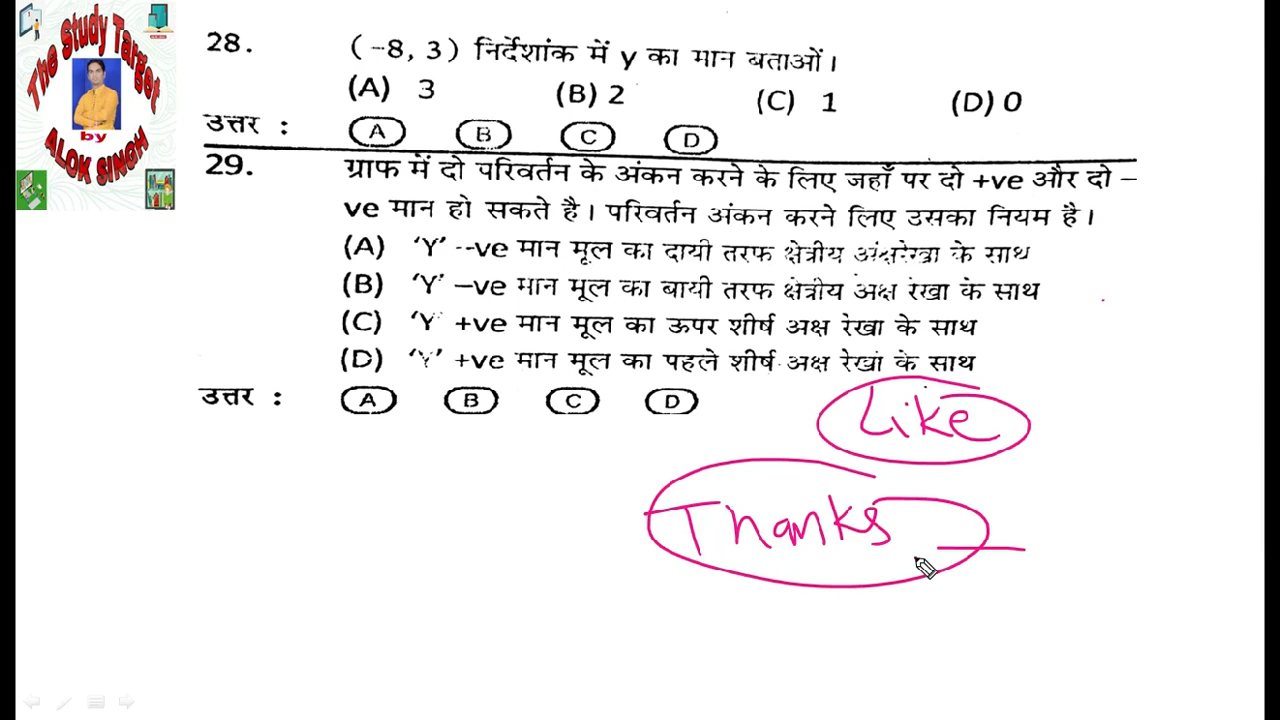 The Study Target
by
ALOK SINGH
28. (-8, 3) निर्देशांक में y का मान बताओं।
(A) 3 (B) 2 (C) 1 (D) 0
उत्तर : A B C D
29. ग्राफ में दो परिवर्तन के अंकन करने के लिए जहाँ पर दो +ve और दो –
ve मान हो सकते है। परिवर्तन अंकन करने लिए उसका नियम है।
(A) 'Y' –ve मान मूल का दायी तरफ क्षेत्रीय अंक्षरेखा के साथ
(B) 'Y' –ve मान मूल का बायी तरफ क्षेत्रीय अक्ष रेखा के साथ
(C) 'Y' +ve मान मूल का ऊपर शीर्ष अक्ष रेखा के साथ
(D) 'Y' +ve मान मूल का पहले शीर्ष अक्ष रेखा के साथ
उत्तर : A B C D
Like
Thanks